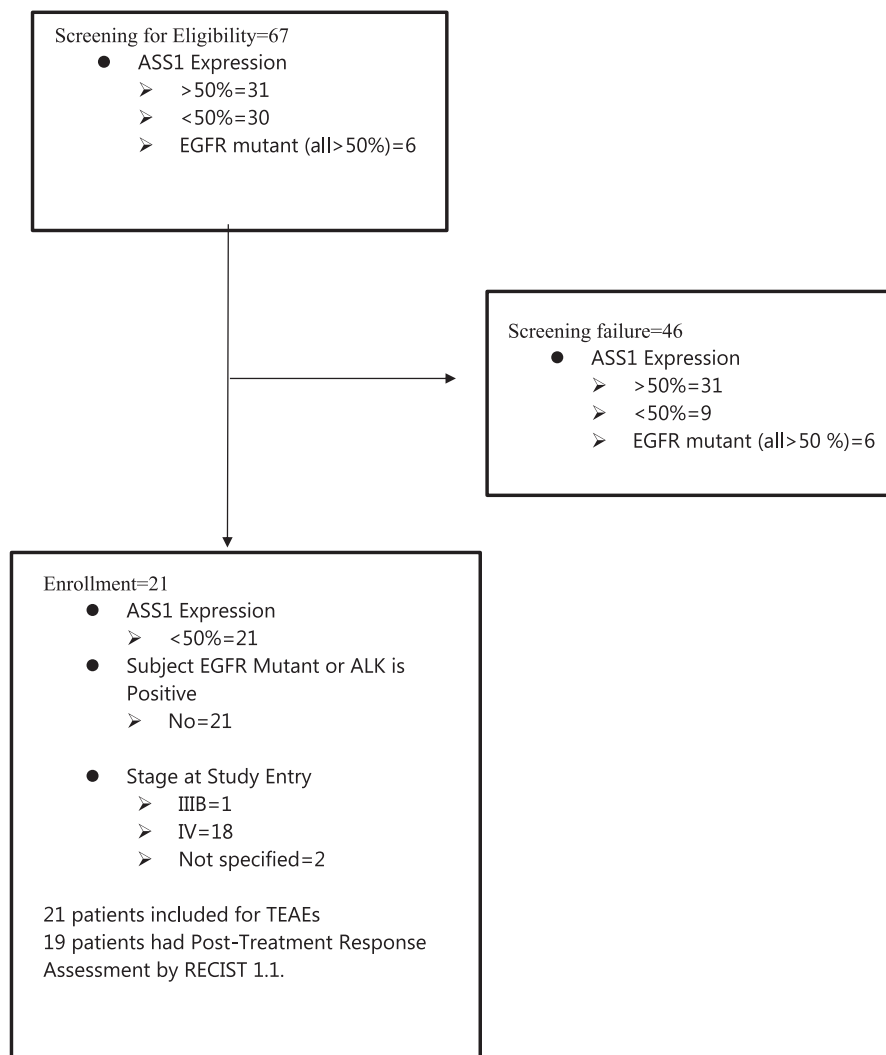 Screening for Eligibility=67
● ASS1 Expression
➢ >50%=31
➢ <50%=30
➢ EGFR mutant (all>50%)=6
Screening failure=46
● ASS1 Expression
➢ >50%=31
➢ <50%=9
➢ EGFR mutant (all>50 %)=6
Enrollment=21
● ASS1 Expression
➢ <50%=21
● Subject EGFR Mutant or ALK is
Positive
➢ No=21
● Stage at Study Entry
➢ IIIB=1
➢ IV=18
➢ Not specified=2
21 patients included for TEAEs
19 patients had Post-Treatment Response
Assessment by RECIST 1.1.